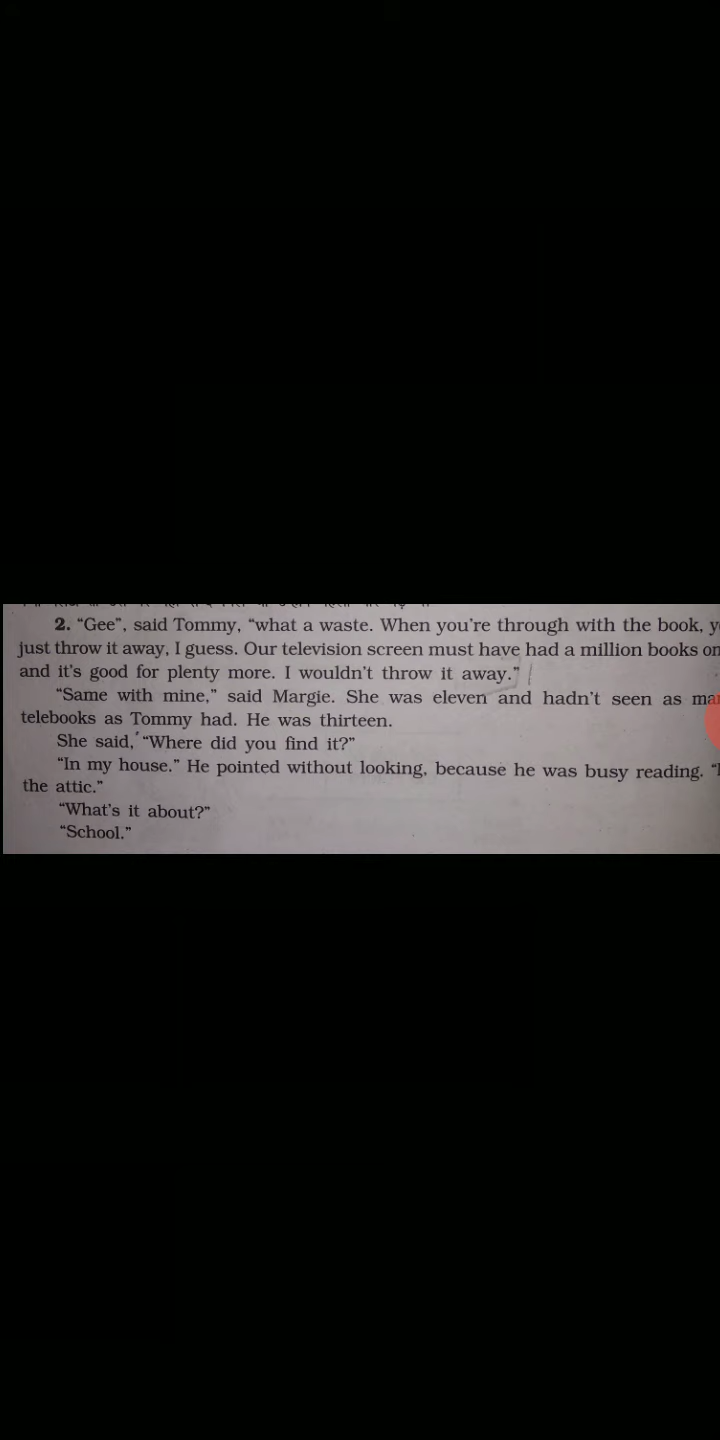 2. “Gee”, said Tommy, “what a waste. When you’re through with the book, y
just throw it away, I guess. Our television screen must have had a million books on
and it’s good for plenty more. I wouldn’t throw it away.”
“Same with mine,” said Margie. She was eleven and hadn’t seen as ma
telebooks as Tommy had. He was thirteen.
She said, “Where did you find it?”
“In my house.” He pointed without looking, because he was busy reading.
the attic.”
“What’s it about?”
“School.”